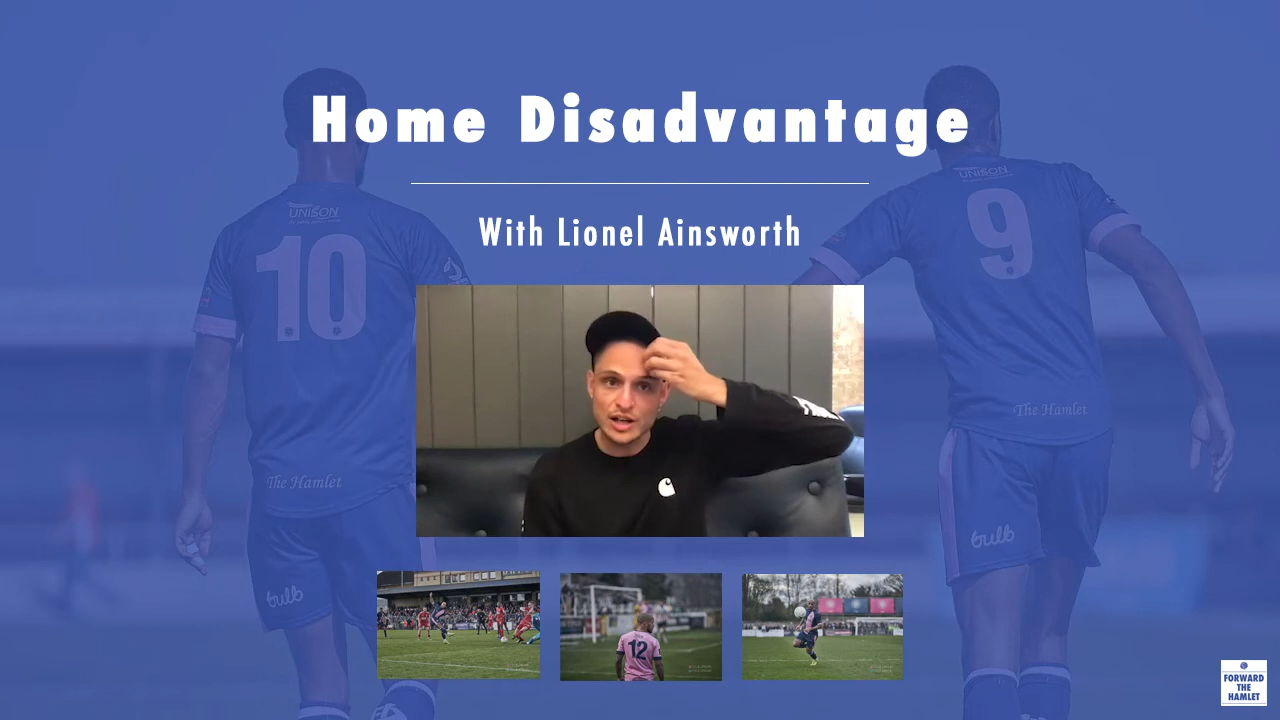 Home Disadvantage
UNISON
10
UNISON
9
With Lionel Ainsworth
The Hamlet
The Hamlet
bulb
bulb
12
FORWARD
THE
HAMLET